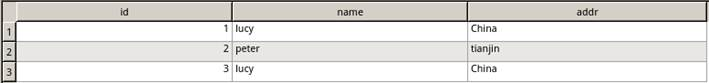 id name addr
1 1 lucy China
2 2 peter tianjin
3 3 lucy China